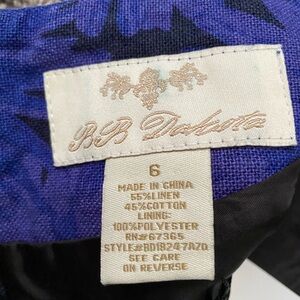 BB Dakota
6
MADE IN CHINA
55%LINEN
45%COTTON
LINING:
100%POLYESTER
RN#67365
STYLE#BD18247AZD
SEE CARE
ON REVERSE